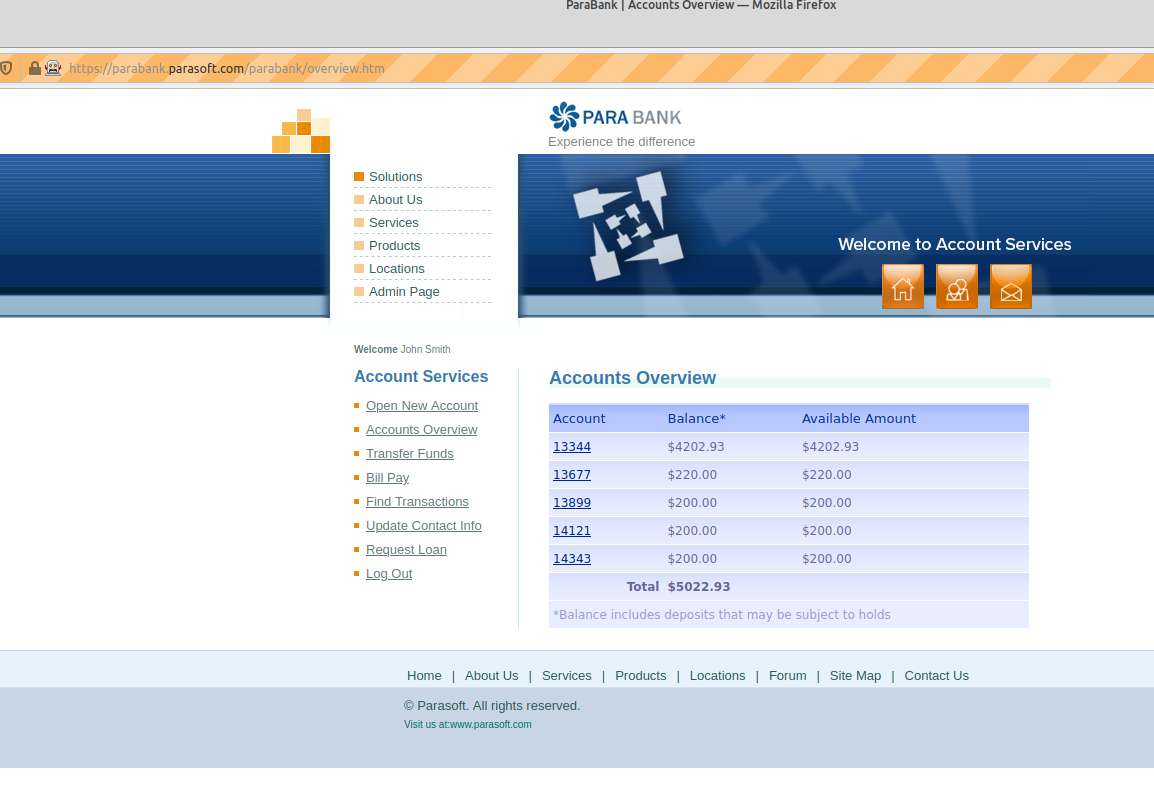 ParaBank | Accounts Overview — Mozilla Firefox
https://parabank.parasoft.com/parabank/overview.htm
PARA BANK
Experience the difference
Solutions
About Us
Services
Products
Locations
Admin Page
Welcome to Account Services
Welcome John Smith
Account Services
Open New Account
Accounts Overview
Transfer Funds
Bill Pay
Find Transactions
Update Contact Info
Request Loan
Log Out
Accounts Overview
Account Balance* Available Amount
13344 $4202.93 $4202.93
13677 $220.00 $220.00
13899 $200.00 $200.00
14121 $200.00 $200.00
14343 $200.00 $200.00
Total $5022.93
*Balance includes deposits that may be subject to holds
Home | About Us | Services | Products | Locations | Forum | Site Map | Contact Us
© Parasoft. All rights reserved.
Visit us at:www.parasoft.com